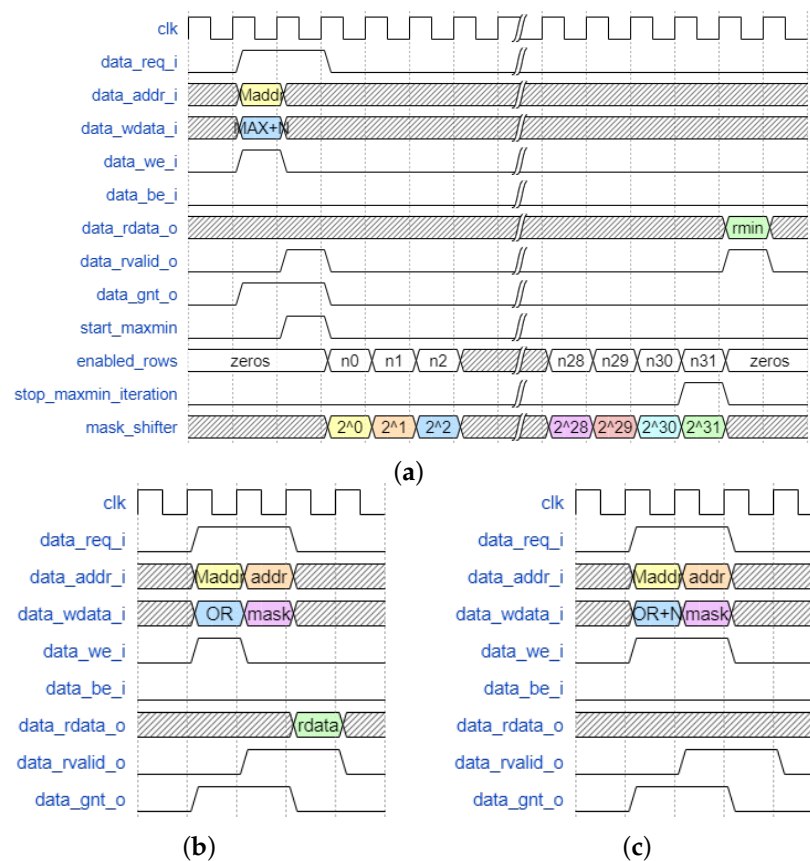 clk
data_req_i
data_addr_i Maddr
data_wdata_i MAX+N
data_we_i
data_be_i
data_rdata_o rmin
data_rvalid_o
data_gnt_o
start_maxmin
enabled_rows zeros n0 n1 n2 n28 n29 n30 n31 zeros
stop_maxmin_iteration
mask_shifter 2^0 2^1 2^2 2^28 2^29 2^30 2^31
(a)
clk
data_req_i
data_addr_i Maddr addr
data_wdata_i OR mask
data_we_i
data_be_i
data_rdata_o rdata
data_rvalid_o
data_gnt_o
(b)
clk
data_req_i
data_addr_i Maddr addr
data_wdata_i OR+N mask
data_we_i
data_be_i
data_rdata_o
data_rvalid_o
data_gnt_o
(c)